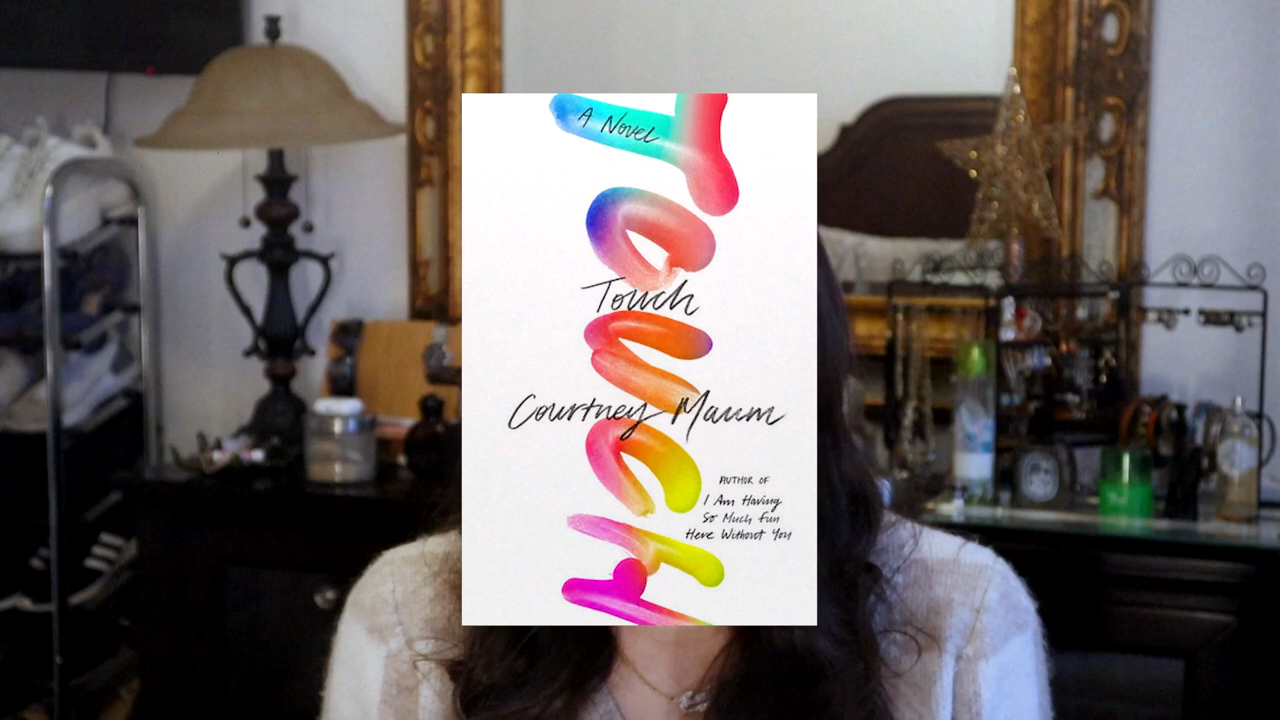 A Novel
Touch
Courtney Maum
AUTHOR OF
I Am Having
So Much Fun
Here Without You